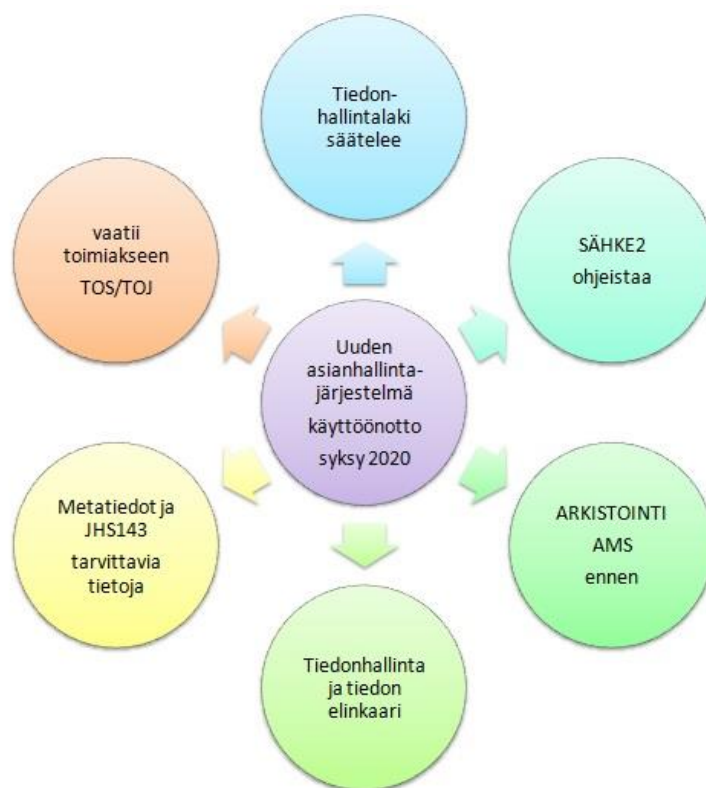 Tiedon-
hallintalaki
säätelee
vaatii
toimiakseen
TOS/TOJ
SÄHKE2
ohjeistaa
Uuden
asianhallinta-
järjestelmä
käyttöönotto
syksy 2020
Metatiedot ja
JHS143
tarvittavia
tietoja
ARKISTOINTI
AMS
ennen
Tiedonhallinta
ja tiedon
elinkaari